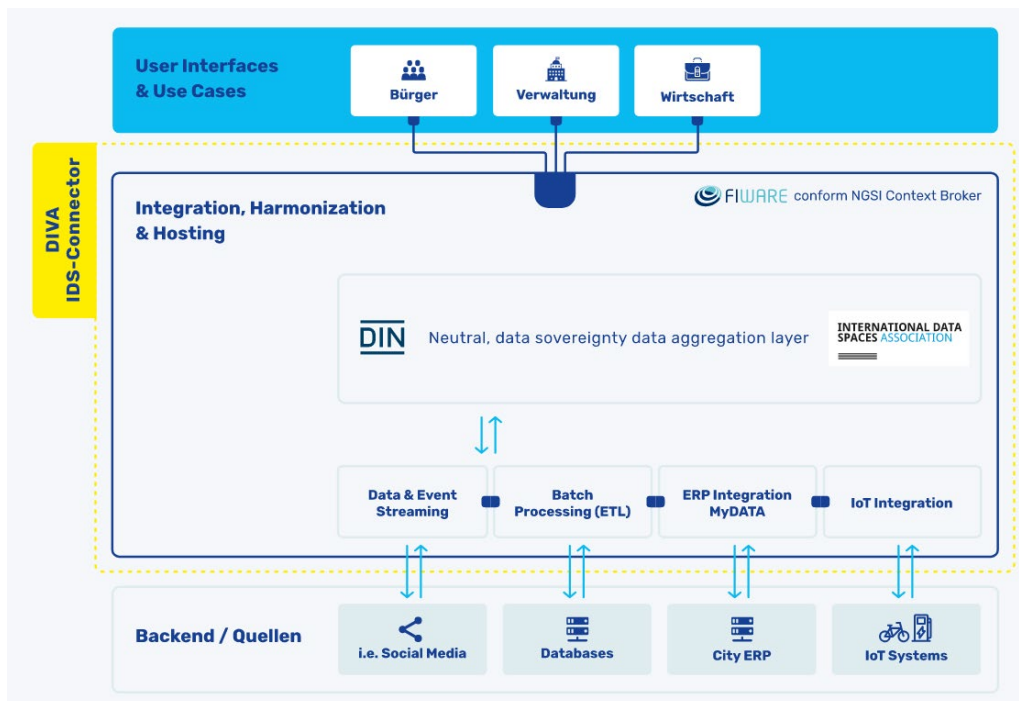 User Interfaces
& Use Cases
Bürger
Verwaltung
Wirtschaft
DIVA
IDS-Connector
Integration, Harmonization
& Hosting
FIWARE conform NGSI Context Broker
DIN
Neutral, data sovereignty data aggregation layer
INTERNATIONAL DATA
SPACES ASSOCIATION
Data & Event
Streaming
Batch
Processing (ETL)
ERP Integration
MyDATA
IoT Integration
Backend / Quellen
i.e. Social Media
Databases
City ERP
IoT Systems